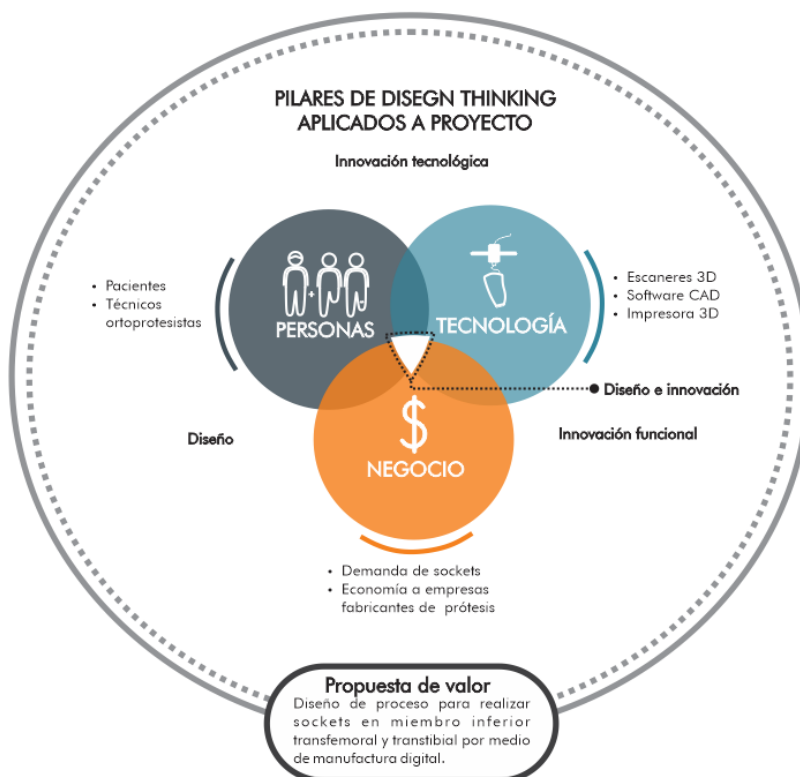 PILARES DE DISEGN THINKING
APLICADOS A PROYECTO
Innovación tecnológica
• Pacientes
• Técnicos
ortoprotesistas
+
PERSONAS
TECNOLOGÍA
• Escaneres 3D
• Software CAD
• Impresora 3D
Diseño e innovación
Diseño
Innovación funcional
$
NEGOCIO
• Demanda de sockets
• Economía a empresas
fabricantes de prótesis
Propuesta de valor
Diseño de proceso para realizar
sockets en miembro inferior
transfemoral y transtibial por medio
de manufactura digital.